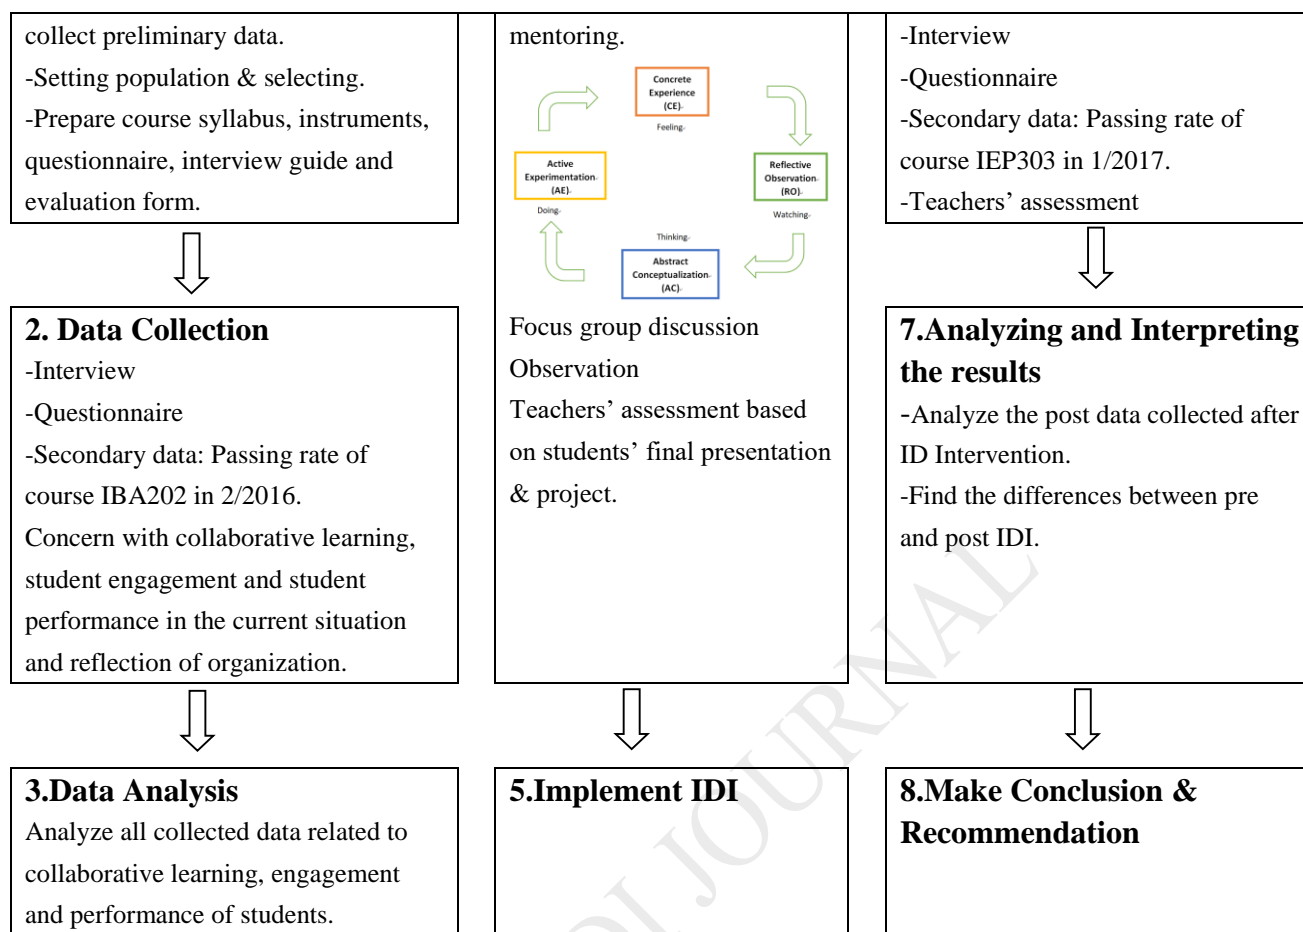 collect preliminary data.
-Setting population & selecting.
-Prepare course syllabus, instruments,
questionnaire, interview guide and
evaluation form.
2. Data Collection
-Interview
-Questionnaire
-Secondary data: Passing rate of
course IBA202 in 2/2016.
Concern with collaborative learning,
student engagement and student
performance in the current situation
and reflection of organization.
3.Data Analysis
Analyze all collected data related to
collaborative learning, engagement
and performance of students.
mentoring.
Concrete
Experience
(CE)-
Feeling-
Active
Experimentation-
(AE)-
Doing-
Reflective
Observation-
(RO)-
Watching-
Thinking-
Abstract
Conceptualization-
(AC)-
Focus group discussion
Observation
Teachers’ assessment based
on students’ final presentation
& project.
5.Implement IDI
-Interview
-Questionnaire
-Secondary data: Passing rate of
course IEP303 in 1/2017.
-Teachers’ assessment
7.Analyzing and Interpreting
the results
-Analyze the post data collected after
ID Intervention.
-Find the differences between pre
and post IDI.
8.Make Conclusion &
Recommendation
JOURNAL